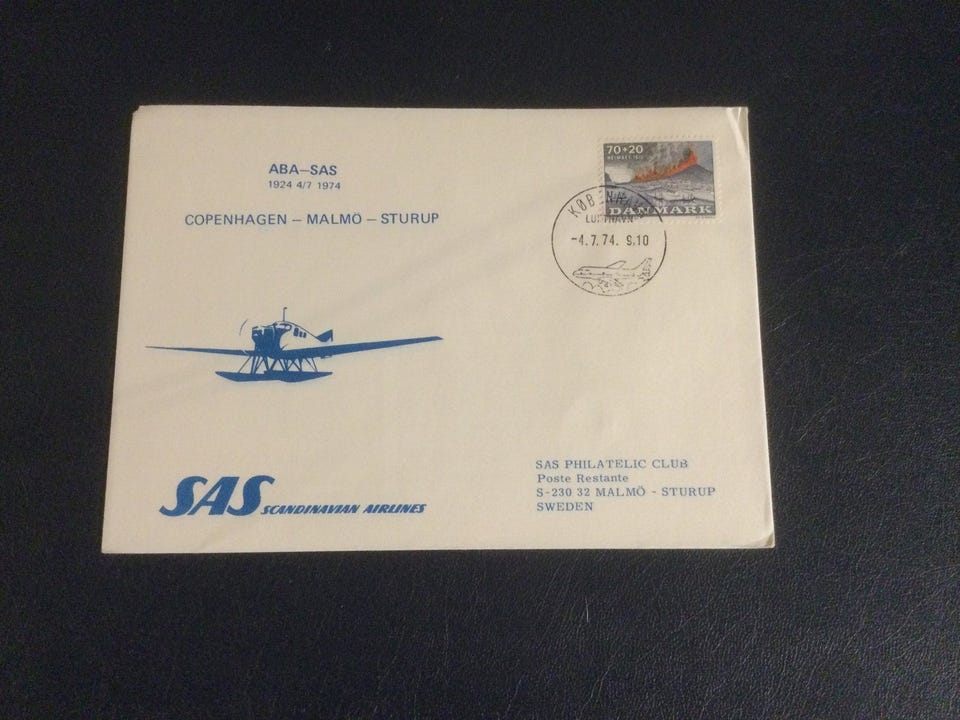 ABA–SAS
1924 4/7 1974
COPENHAGEN – MALMÖ – STURUP
70+20
HEIMAEY 1973
DANMARK
KØBENHAVN
LUFTHAVN
-4.7.74. 9.10
SAS SCANDINAVIAN AIRLINES
SAS PHILATELIC CLUB
Poste Restante
S-230 32 MALMÖ - STURUP
SWEDEN